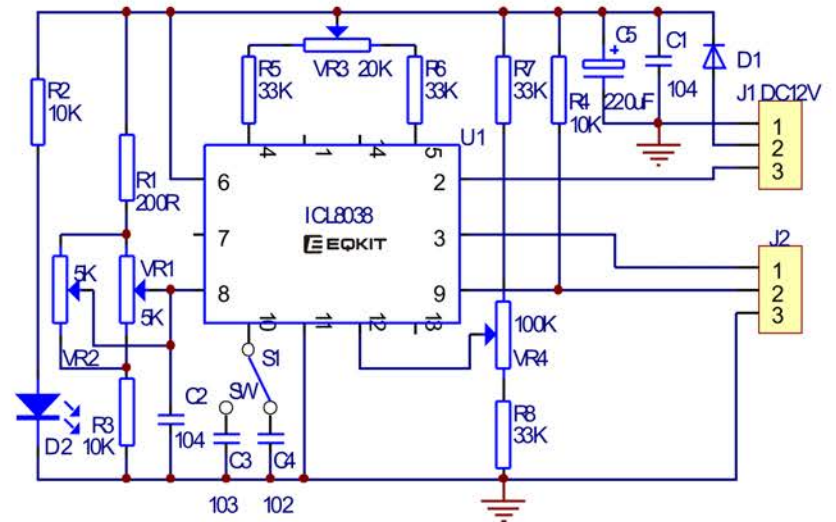 R2
10K
R1
200R
5K
VR1
5K
VR2
D2
R3
10K
C2
104
R5
33K
VR3 20K
R6
33K
R7
33K
R4
10K
C5
+
220uF
C1
104
D1
J1 DC12V
1
2
3
U1
4
1
14
5
6
7
8
2
3
9
ICL8038
EQKIT
10
11
12
13
S1
SW
C3
103
C4
102
100K
VR4
R8
33K
J2
1
2
3